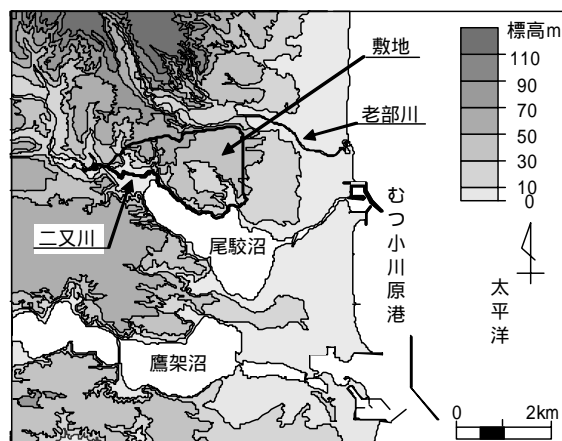 標高m
110
90
70
50
30
10
0
敷地
老部川
二又川
尾駮沼
むつ小川原港
太平洋
鷹架沼
0 2km